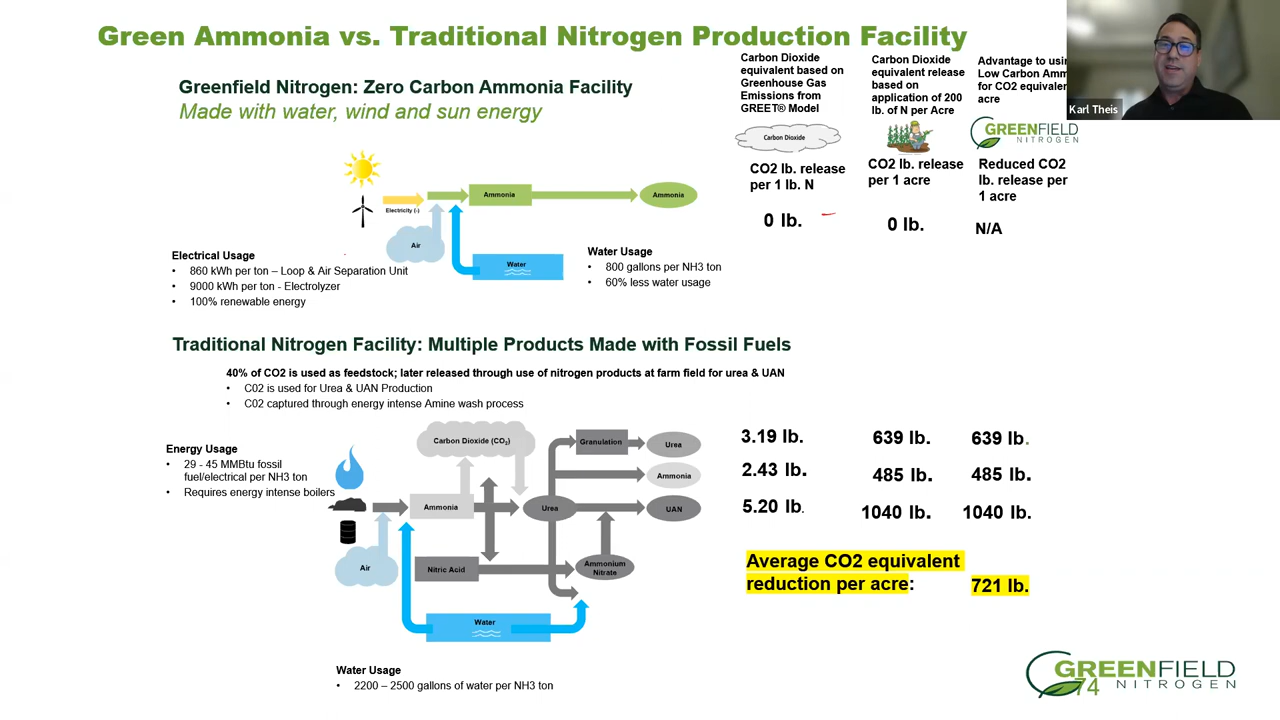 Green Ammonia vs. Traditional Nitrogen Production Facility
Karl Theis
Greenfield Nitrogen: Zero Carbon Ammonia Facility
Made with water, wind and sun energy
Carbon Dioxide
equivalent based on
Greenhouse Gas
Emissions from
GREET® Model
Carbon Dioxide
equivalent release
based on
application of 200
lb. of N per Acre
Advantage to usin
Low Carbon Amm
for CO2 equivalen
acre
Carbon Dioxide
GREENFIELD
NITROGEN
CO2 lb. release
per 1 lb. N
CO2 lb. release
per 1 acre
Reduced CO2
lb. release per
1 acre
0 lb.
0 lb.
N/A
Electricity (-)
Ammonia
Ammonia
Air
Water
Electrical Usage
• 860 kWh per ton – Loop & Air Separation Unit
• 9000 kWh per ton - Electrolyzer
• 100% renewable energy
Water Usage
• 800 gallons per NH3 ton
• 60% less water usage
Traditional Nitrogen Facility: Multiple Products Made with Fossil Fuels
40% of CO2 is used as feedstock; later released through use of nitrogen products at farm field for urea & UAN
• C02 is used for Urea & UAN Production
• C02 captured through energy intense Amine wash process
Energy Usage
• 29 - 45 MMBtu fossil
fuel/electrical per NH3 ton
• Requires energy intense boilers
Carbon Dioxide (CO₂)
Granulation
Urea
Ammonia
Ammonia
Urea
UAN
Air
Nitric Acid
Ammonium
Nitrate
Water
3.19 lb. 639 lb. 639 lb.
2.43 lb. 485 lb. 485 lb.
5.20 lb. 1040 lb. 1040 lb.
Average CO2 equivalent
reduction per acre: 721 lb.
Water Usage
• 2200 – 2500 gallons of water per NH3 ton
GREENFIELD
NITROGEN
74